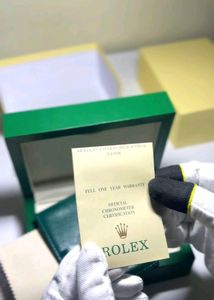 FULL ONE YEAR WARRANTY
OFFICIAL
CHRONOMETER
CERTIFICATION
ROLEX